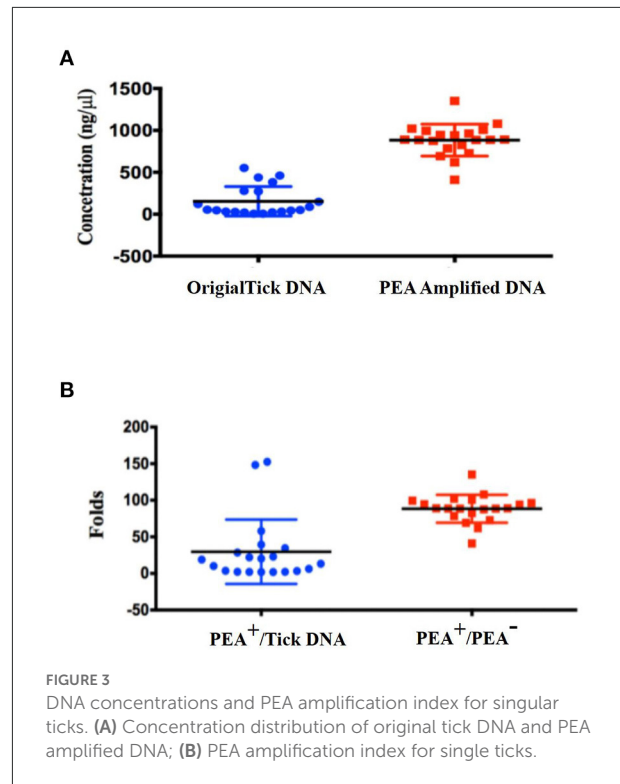 A
Concetration (ng/µl)
1500
1000
500
0
-500
OrigialTick DNA
PEA Amplified DNA
B
Folds
200
150
100
50
0
-50
PEA+/Tick DNA
PEA+/PEA-
FIGURE 3
DNA concentrations and PEA amplification index for singular
ticks. (A) Concentration distribution of original tick DNA and PEA
amplified DNA; (B) PEA amplification index for single ticks.